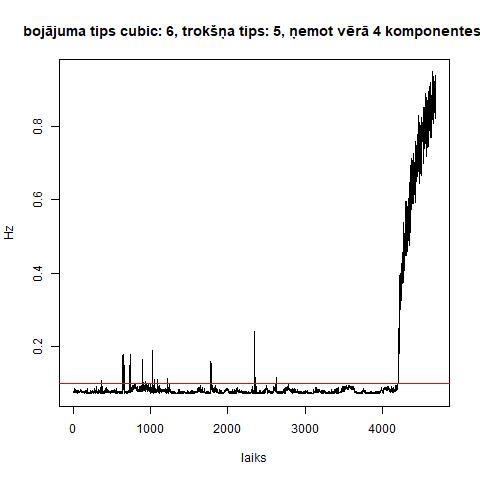 bojājuma tips cubic: 6, trokšņa tips: 5, ņemot vērā 4 komponentes
0.8
0.6
Hz
0.4
0.2
0 1000 2000 3000 4000
laiks